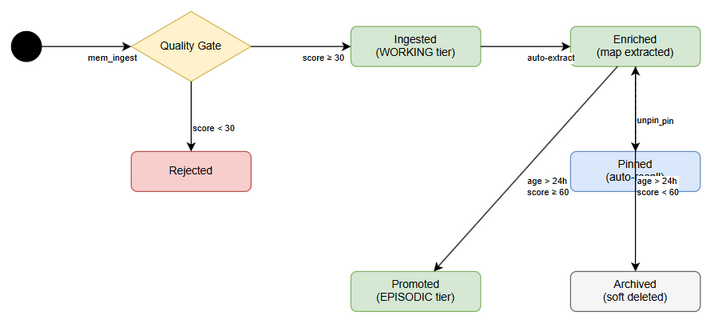 Quality Gate
Ingested
(WORKING tier)
Enriched
(map extracted)
mem_ingest
score ≥ 30
auto-extract
score < 30
unpin_pin
Rejected
Pinned
age > 24h
score ≥ 60
age > 24h
score < 60
Promoted
(EPISODIC tier)
Archived
(soft deleted)